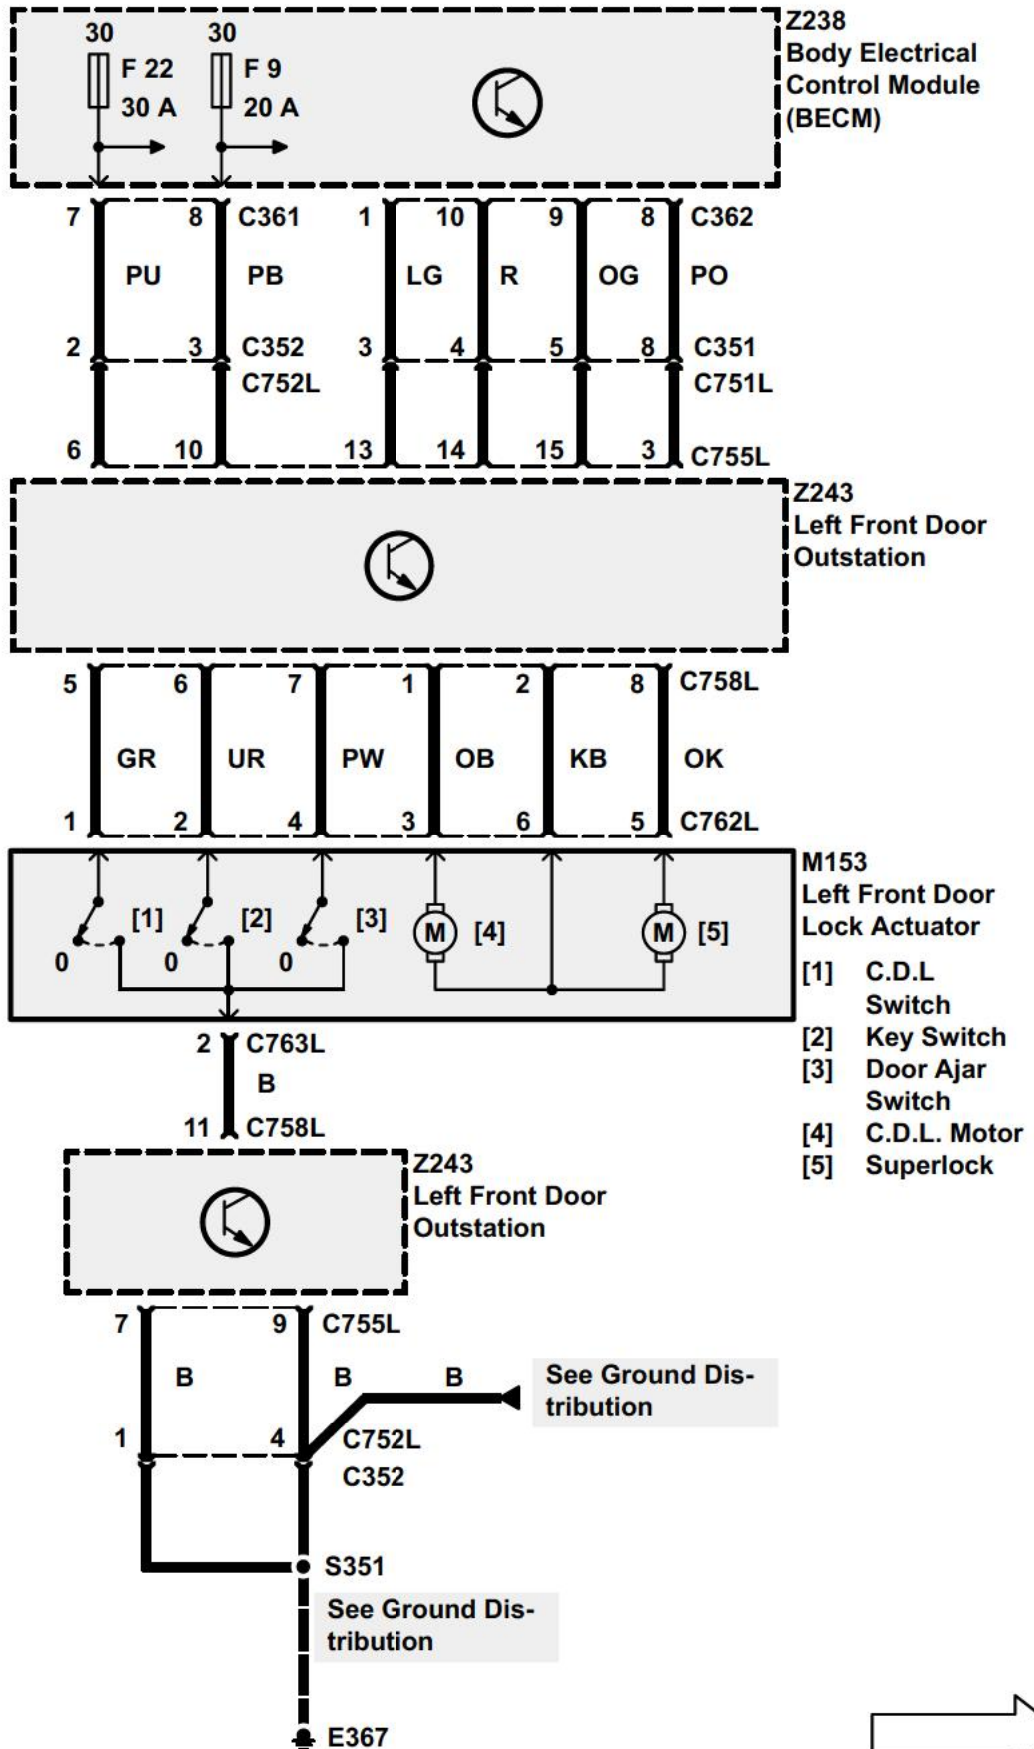 30 30
F 22 F 9
30 A 20 A
Z238
Body Electrical
Control Module
(BECM)
7 8 C361 1 10 9 8 C362
PU PB LG R OG PO
2 3 C352 3 4 5 8 C351
C752L C751L
6 10 13 14 15 3 C755L
Z243
Left Front Door
Outstation
5 6 7 1 2 8 C758L
GR UR PW OB KB OK
1 2 4 3 6 5 C762L
M153
Left Front Door
Lock Actuator
[1] [2] [3] M [4] M [5]
0 0 0
[1] C.D.L
Switch
[2] Key Switch
[3] Door Ajar
Switch
[4] C.D.L. Motor
[5] Superlock
2 C763L
B
11 C758L
Z243
Left Front Door
Outstation
7 9 C755L
B B B
See Ground Dis-
tribution
1 4 C752L
C352
S351
See Ground Dis-
tribution
E367